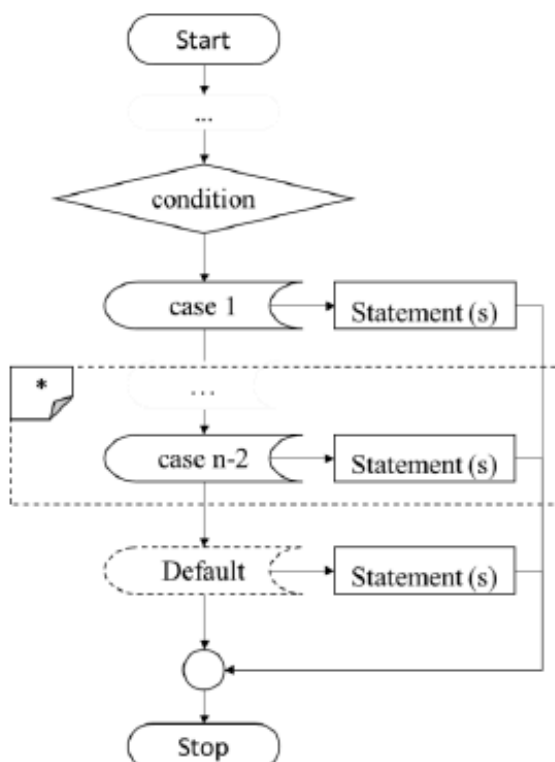 Start
...
condition
case 1
Statement (s)
*
...
case n-2
Statement (s)
Default
Statement (s)
Stop